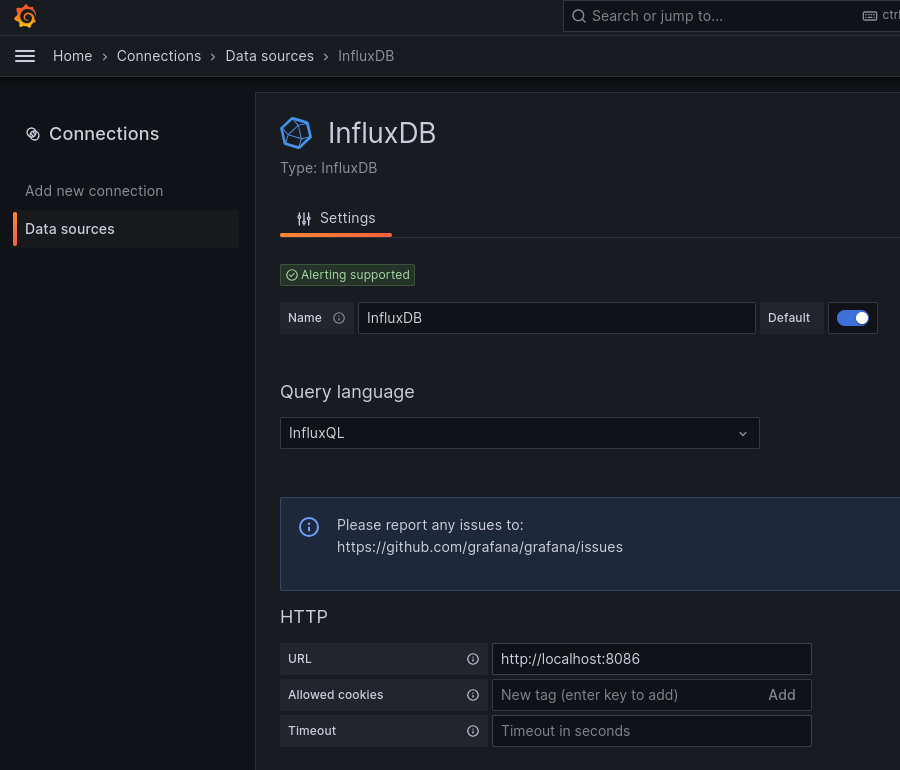 Search or jump to...
ctrl
Home › Connections › Data sources › InfluxDB
Connections
Add new connection
Data sources
InfluxDB
Type: InfluxDB
Settings
Alerting supported
Name InfluxDB Default
Query language
InfluxQL
Please report any issues to:
https://github.com/grafana/grafana/issues
HTTP
URL http://localhost:8086
Allowed cookies New tag (enter key to add) Add
Timeout Timeout in seconds